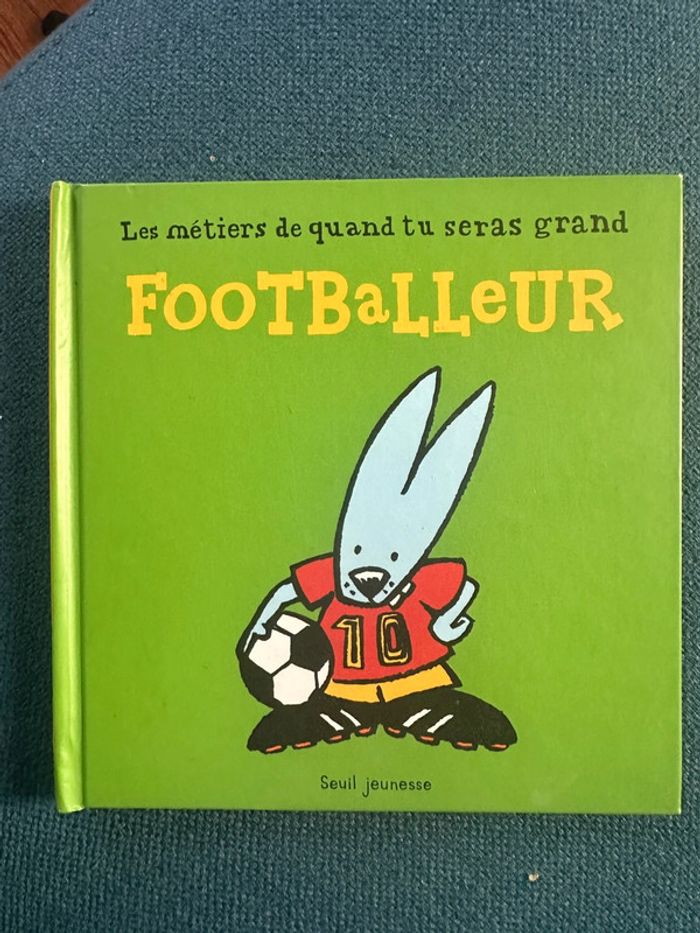 Les métiers de quand tu seras grand
FOOTBaLLeUR
10
Seuil jeunesse